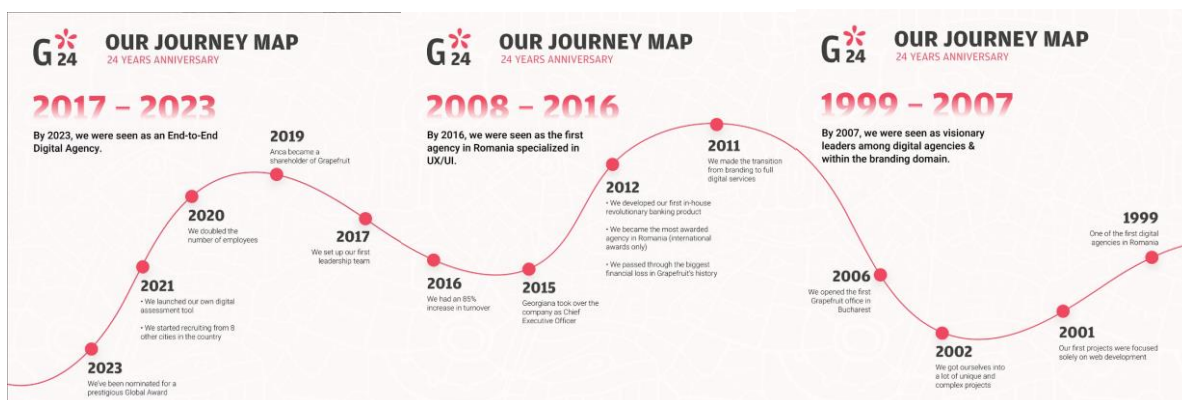 G 24
OUR JOURNEY MAP
24 YEARS ANNIVERSARY
2017 – 2023
By 2023, we were seen as an End-to-End
Digital Agency.
2019
Anca became a
shareholder of Grapefruit
2020
We doubled the
number of employees
2017
We set up our first
leadership team
2021
• We launched our own digital
assessment tool
• We started recruiting from 8
other cities in the country
2023
We've been nominated for a
prestigious Global Award
G 24
OUR JOURNEY MAP
24 YEARS ANNIVERSARY
2008 – 2016
By 2016, we were seen as the first
agency in Romania specialized in
UX/UI.
2011
We made the transition
from branding to full
digital services
2012
• We developed our first in-house
revolutionary banking product
• We became the most awarded
agency in Romania (international
awards only)
• We passed through the biggest
financial loss in Grapefruit's history
2016
We had an 85%
increase in turnover
2015
Georgiana took over the
company as Chief
Executive Officer
G 24
OUR JOURNEY MAP
24 YEARS ANNIVERSARY
1999 – 2007
By 2007, we were seen as visionary
leaders among digital agencies &
within the branding domain.
1999
One of the first digital
agencies in Romania
2006
We opened the first
Grapefruit office in
Bucharest
2001
Our first projects were focused
solely on web development
2002
We got ourselves into
a lot of unique and
complex projects